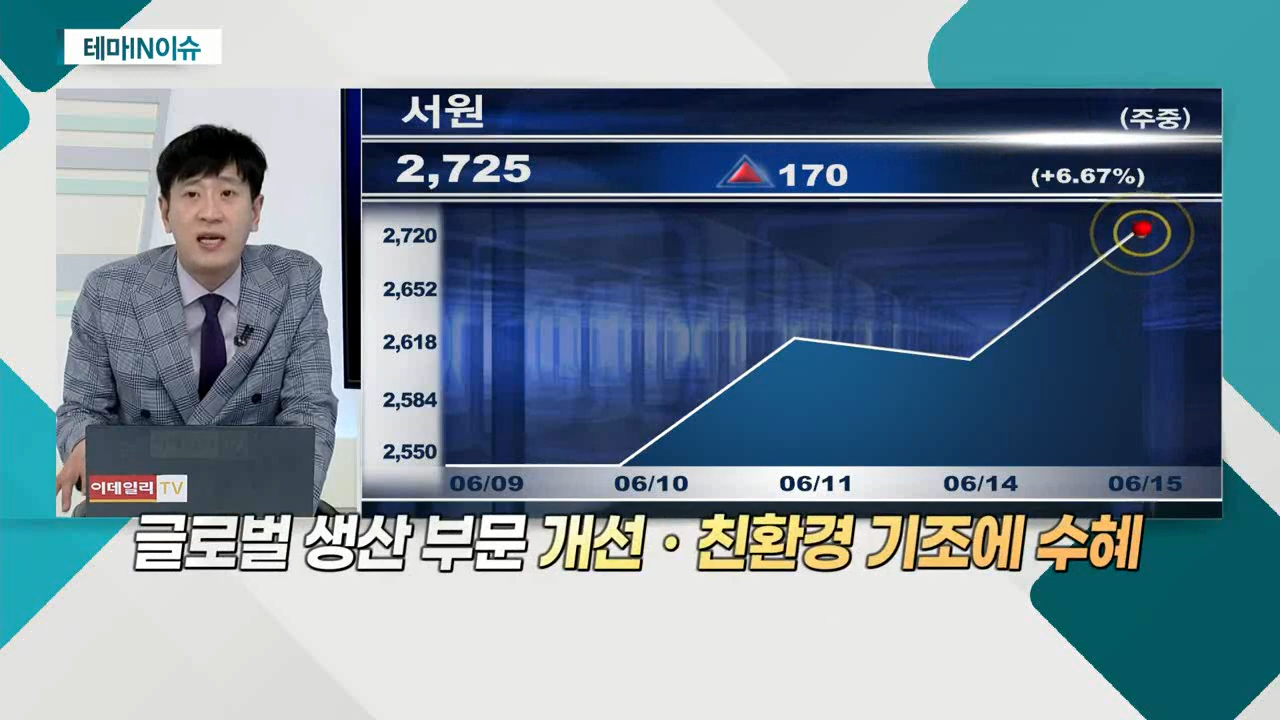 테마IN이슈
서원 (주중)
2,725 170 (+6.67%)
2,720
2,652
2,618
2,584
2,550
06/09 06/10 06/11 06/14 06/15
이데일리TV
글로벌 생산 부문 개선·친환경 기조에 수혜